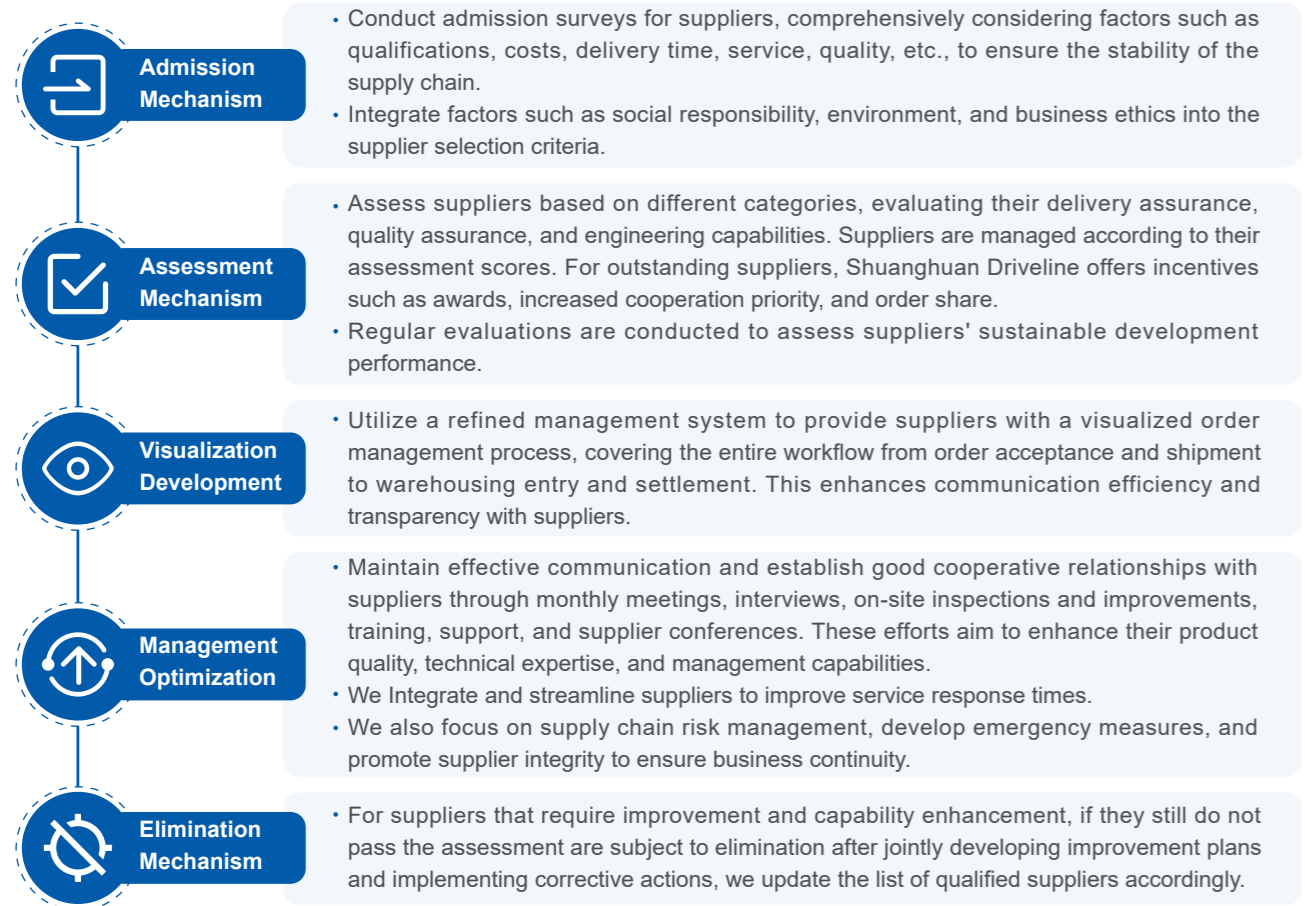 Admission
Mechanism
• Conduct admission surveys for suppliers, comprehensively considering factors such as
qualifications, costs, delivery time, service, quality, etc., to ensure the stability of the
supply chain.
• Integrate factors such as social responsibility, environment, and business ethics into the
supplier selection criteria.
Assessment
Mechanism
• Assess suppliers based on different categories, evaluating their delivery assurance,
quality assurance, and engineering capabilities. Suppliers are managed according to their
assessment scores. For outstanding suppliers, Shuanghuan Driveline offers incentives
such as awards, increased cooperation priority, and order share.
• Regular evaluations are conducted to assess suppliers' sustainable development
performance.
Visualization
Development
• Utilize a refined management system to provide suppliers with a visualized order
management process, covering the entire workflow from order acceptance and shipment
to warehousing entry and settlement. This enhances communication efficiency and
transparency with suppliers.
Management
Optimization
• Maintain effective communication and establish good cooperative relationships with
suppliers through monthly meetings, interviews, on-site inspections and improvements,
training, support, and supplier conferences. These efforts aim to enhance their product
quality, technical expertise, and management capabilities.
• We Integrate and streamline suppliers to improve service response times.
• We also focus on supply chain risk management, develop emergency measures, and
promote supplier integrity to ensure business continuity.
Elimination
Mechanism
• For suppliers that require improvement and capability enhancement, if they still do not
pass the assessment are subject to elimination after jointly developing improvement plans
and implementing corrective actions, we update the list of qualified suppliers accordingly.